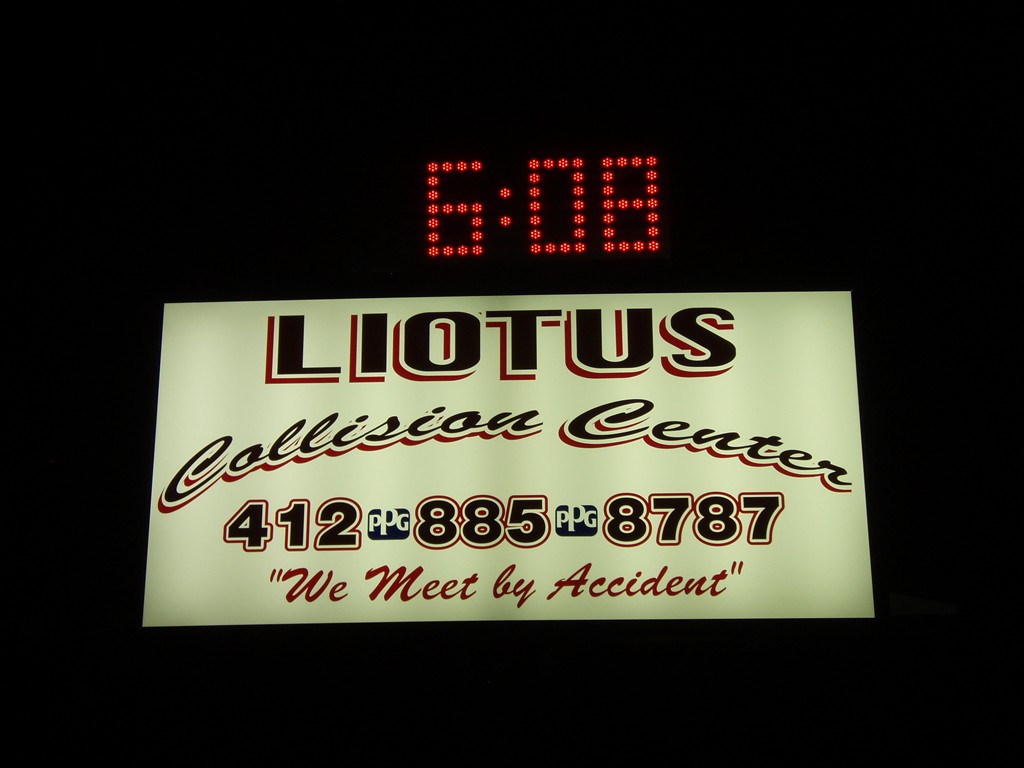 6:08
LIOTUS
Collision Center
412 PPG 885 PPG 8787
"We Meet by Accident"